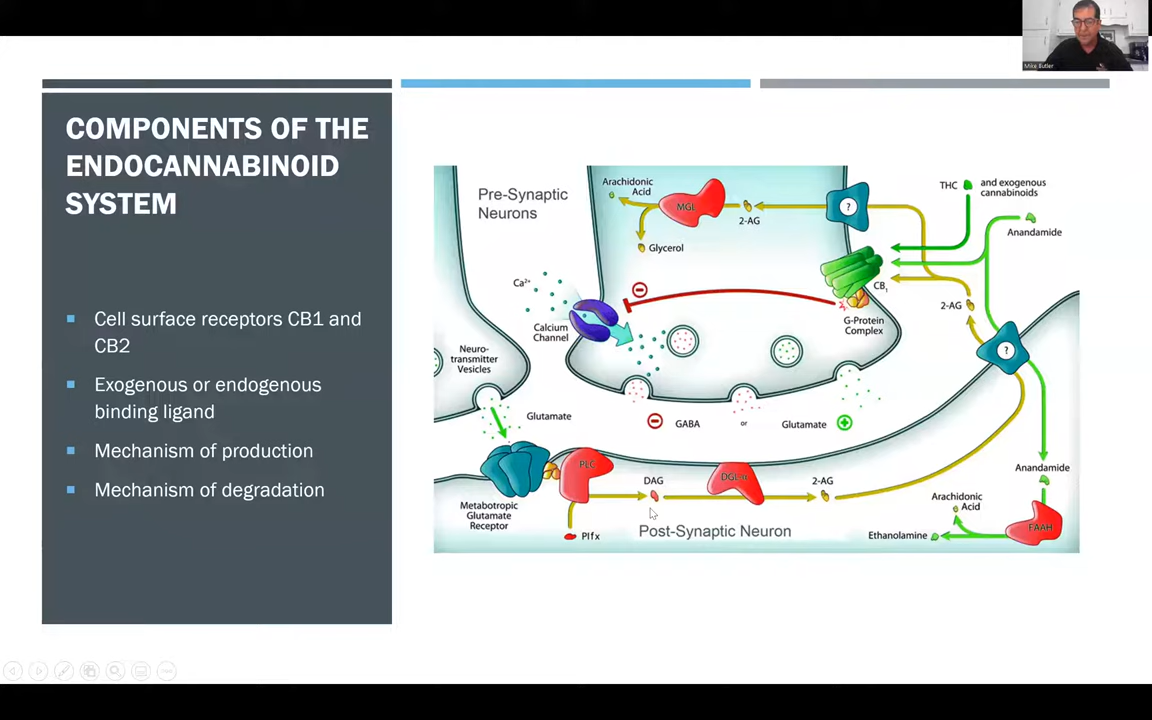 Mike Butler
COMPONENTS OF THE
ENDOCANNABINOID
SYSTEM
Cell surface receptors CB1 and
CB2
Exogenous or endogenous
binding ligand
Mechanism of production
Mechanism of degradation
Pre-Synaptic
Neurons
Arachidonic
Acid
MGL
2-AG
?
Glycerol
THC
and exogenous
cannabinoids
Anandamide
Ca2+
CB1
2-AG
G-Protein
Complex
Calcium
Channel
Neuro-
transmitter
Vesicles
?
Glutamate
GABA
or
Glutamate
PLC
DAG
DGL-α
2-AG
Anandamide
Metabotropic
Glutamate
Receptor
PIfx
Post-Synaptic Neuron
Arachidonic
Acid
Ethanolamine
FAAH